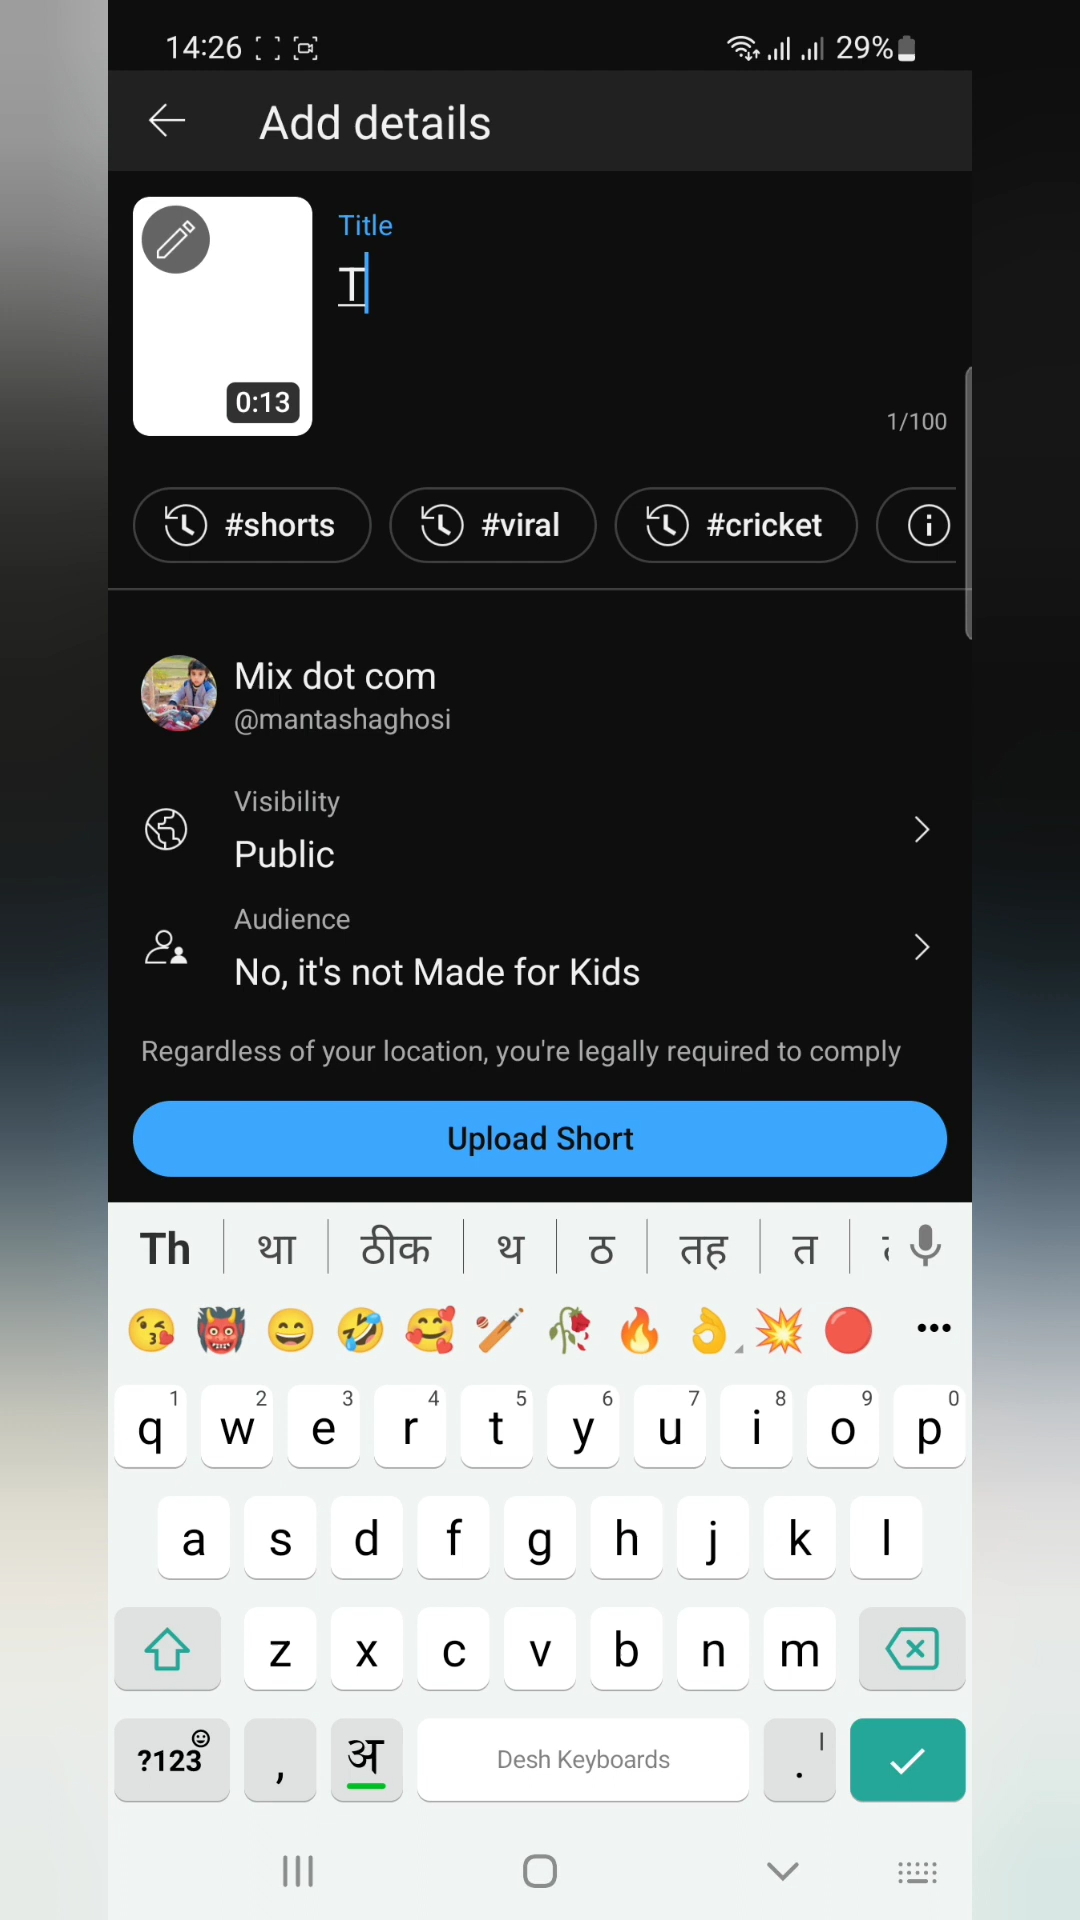 14:26 29%
Add details
Title
T
0:13
1/100
#shorts #viral #cricket
Mix dot com
@mantashaghosi
Visibility
Public
Audience
No, it's not Made for Kids
Regardless of your location, you're legally required to comply
Upload Short
Th था ठीक थ ठ तह त
1 2 3 4 5 6 7 8 9 0
q w e r t y u i o p
a s d f g h j k l
z x c v b n m
?123 , अ Desh Keyboards .